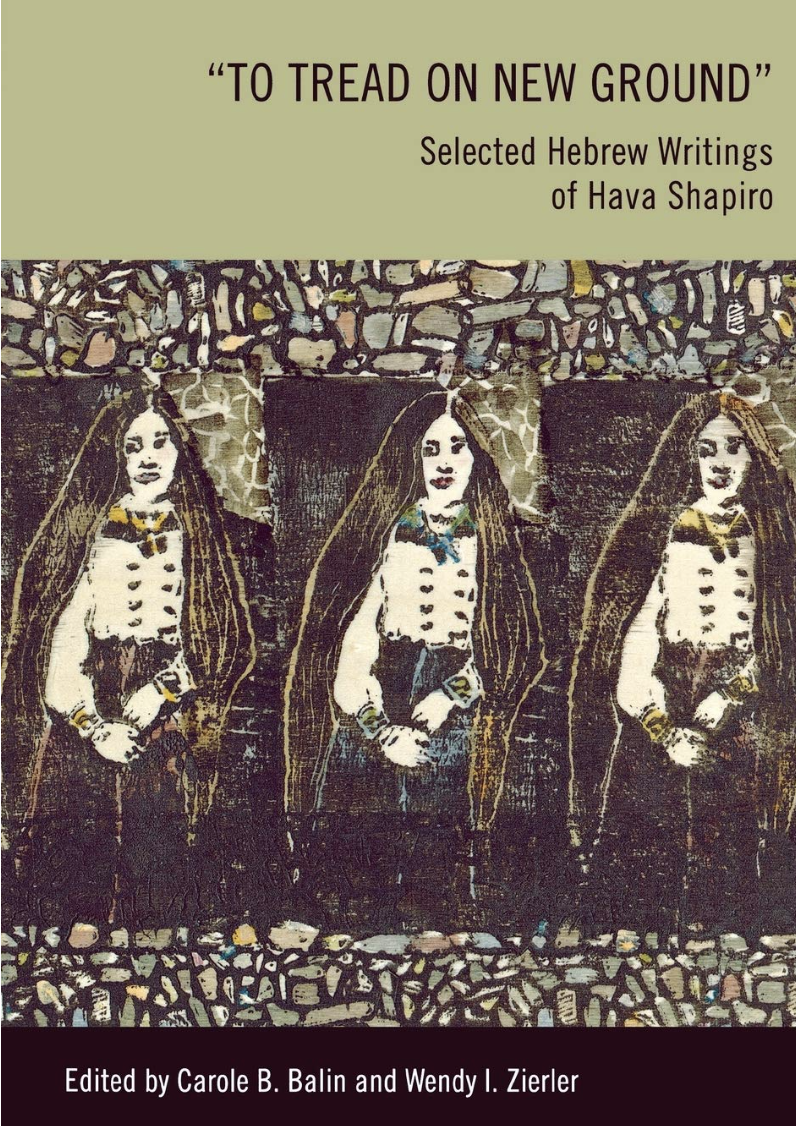 “TO TREAD ON NEW GROUND”
Selected Hebrew Writings
of Hava Shapiro
Edited by Carole B. Balin and Wendy I. Zierler